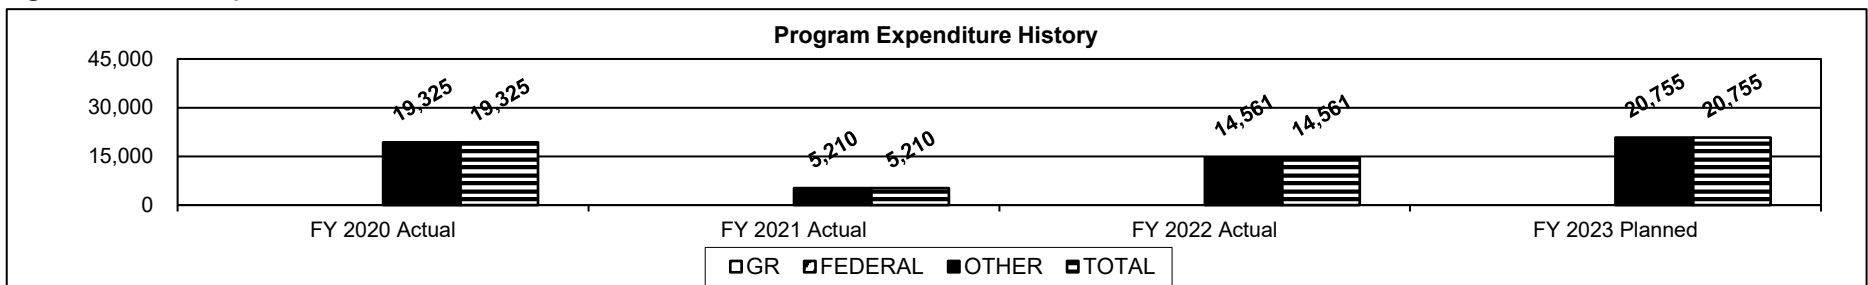 Program Expenditure History
45,000
30,000
15,000
0
19,325
19,325
5,210
5,210
14,561
14,561
20,755
20,755
FY 2020 Actual
FY 2021 Actual
FY 2022 Actual
FY 2023 Planned
GR FEDERAL OTHER TOTAL